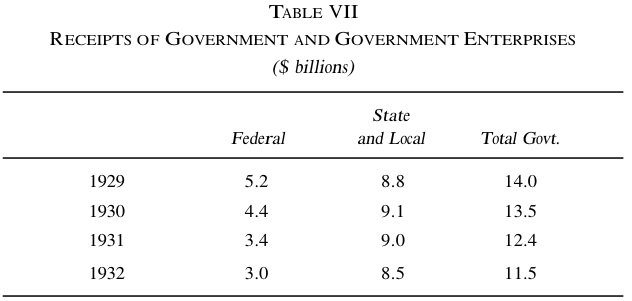 TABLE VII
RECEIPTS OF GOVERNMENT AND GOVERNMENT ENTERPRISES
($ billions)
State
Federal and Local Total Govt.
1929 5.2 8.8 14.0
1930 4.4 9.1 13.5
1931 3.4 9.0 12.4
1932 3.0 8.5 11.5